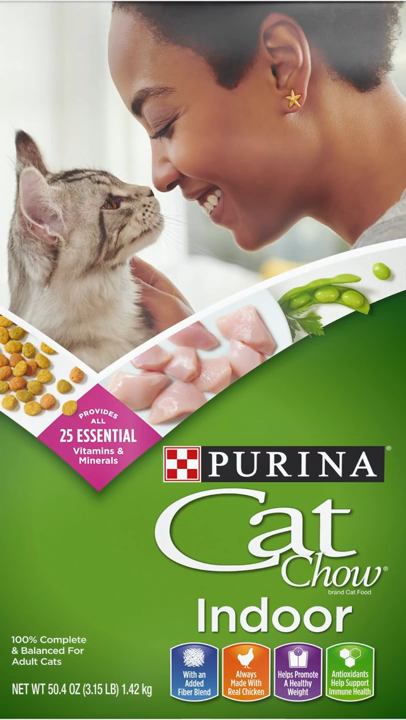 PROVIDES
ALL
25 ESSENTIAL
Vitamins &
Minerals
PURINA®
Cat
Chow®
brand Cat Food
Indoor
100% Complete
& Balanced For
Adult Cats
NET WT 50.4 OZ (3.15 LB) 1.42 kg
With an
Added
Fiber Blend
Always
Made With
Real Chicken
Helps Promote
A Healthy
Weight
Antioxidants
Help Support
Immune Health